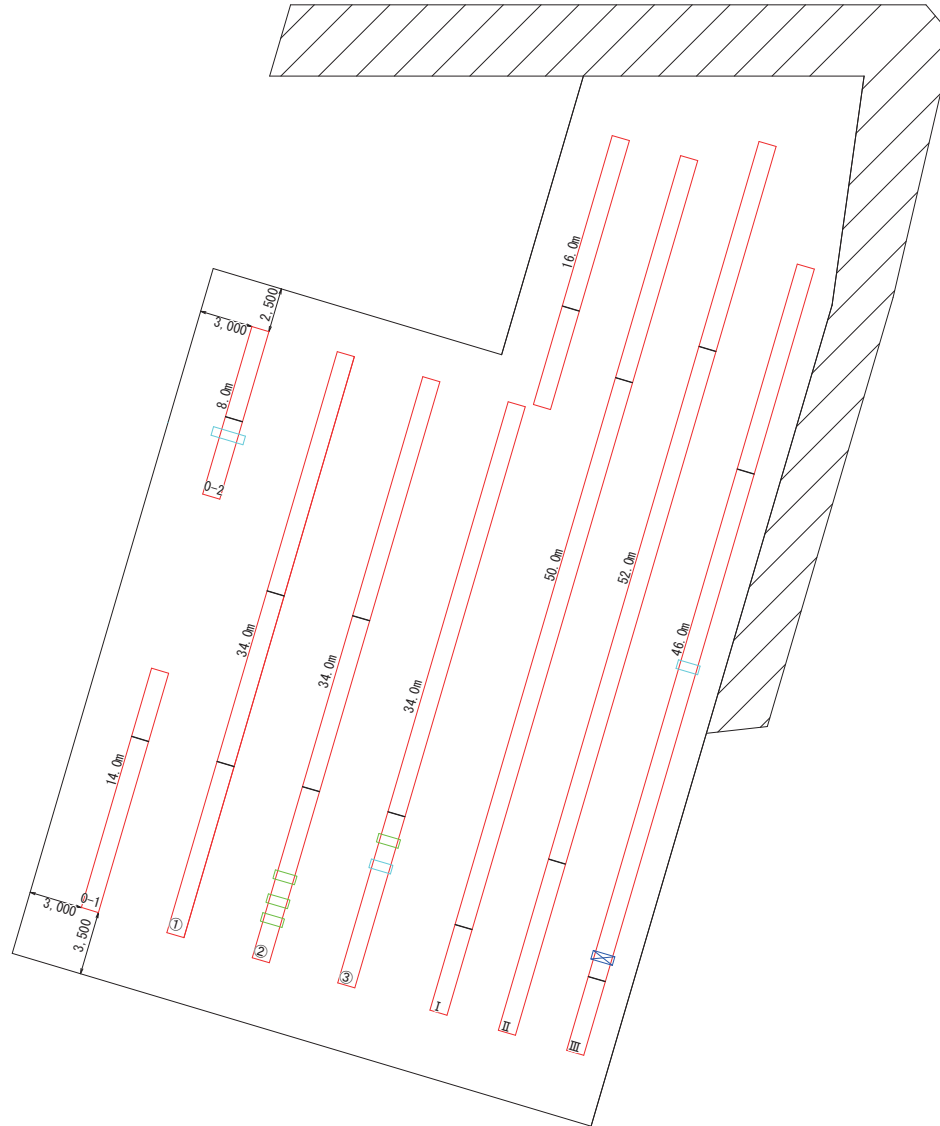 16.0m
2,500
3,000
8.0m
0-2
50.0m
52.0m
34.0m
34.0m
46.0m
34.0m
14.0m
0-1
3,000
3,500
①
②
③
Ⅰ
Ⅱ
Ⅲ